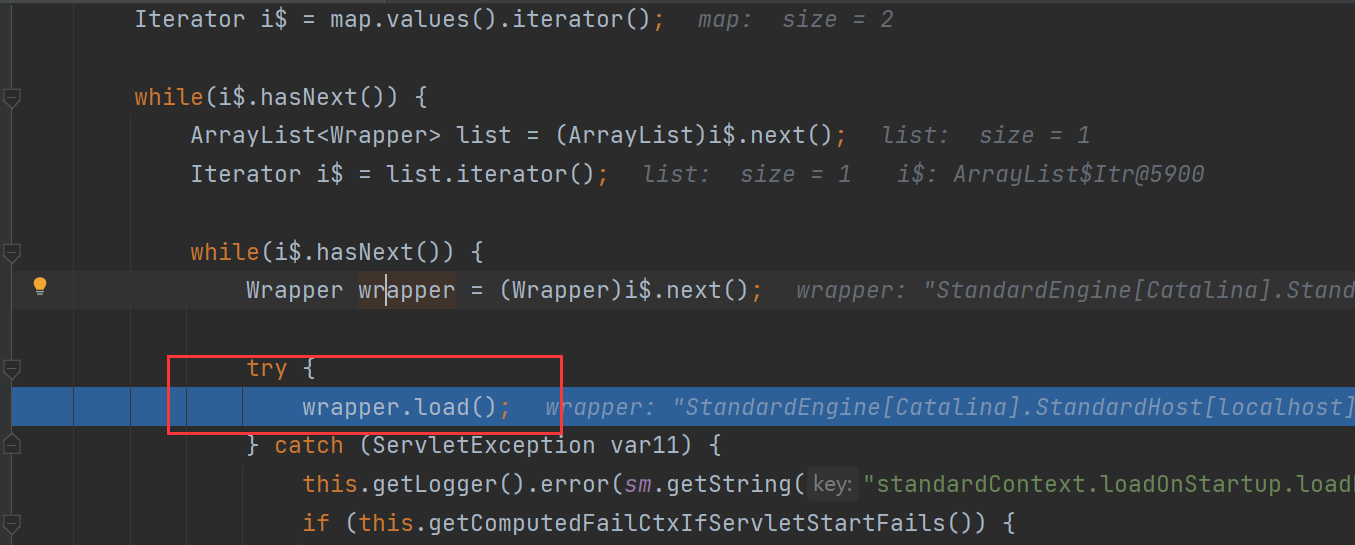 Iterator i$ = map.values().iterator(); map: size = 2
while(i$.hasNext()) {
ArrayList<Wrapper> list = (ArrayList)i$.next(); list: size = 1
Iterator i$ = list.iterator(); list: size = 1 i$: ArrayList$Itr@5900
while(i$.hasNext()) {
Wrapper wrapper = (Wrapper)i$.next(); wrapper: "StandardEngine[Catalina].Stand
try {
wrapper.load(); wrapper: "StandardEngine[Catalina].StandardHost[localhost]
} catch (ServletException var11) {
this.getLogger().error(sm.getString( key: "standardContext.loadOnStartup.load
if (this.getComputedFailCtxIfServletStartFails()) {